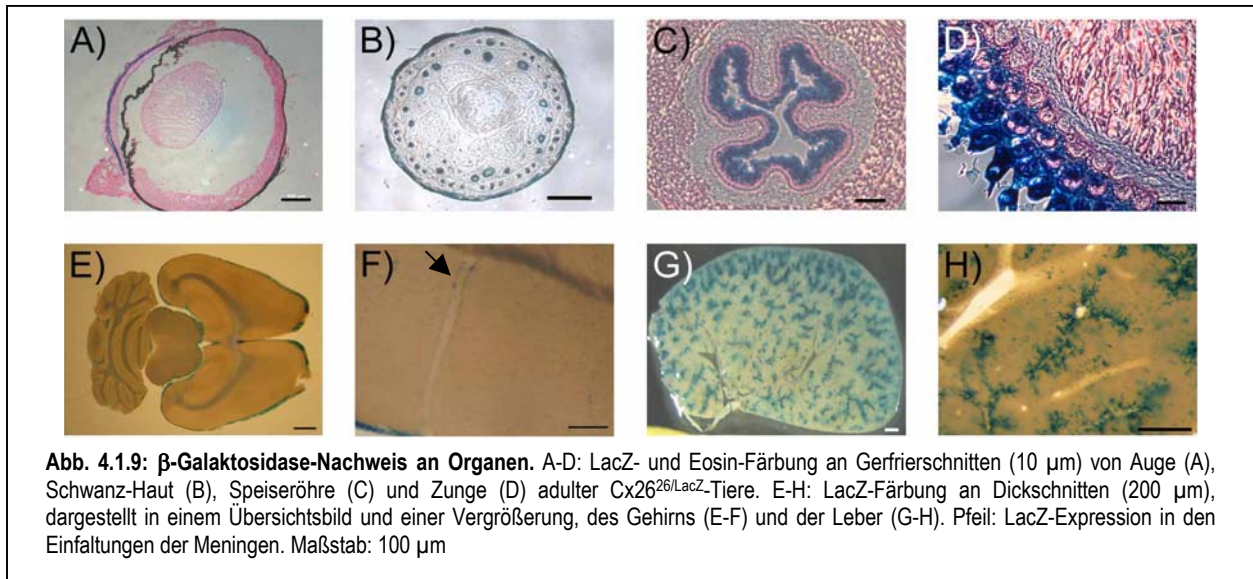 A)
B)
C)
D)
E)
F)
G)
H)
Abb. 4.1.9: β-Galaktosidase-Nachweis an Organen. A-D: LacZ- und Eosin-Färbung an Gerfrierschnitten (10 µm) von Auge (A),
Schwanz-Haut (B), Speiseröhre (C) und Zunge (D) adulter Cx26²⁶/ᴸᵃᶜᶻ-Tiere. E-H: LacZ-Färbung an Dickschnitten (200 µm),
dargestellt in einem Übersichtsbild und einer Vergrößerung, des Gehirns (E-F) und der Leber (G-H). Pfeil: LacZ-Expression in den
Einfaltungen der Meningen. Maßstab: 100 µm